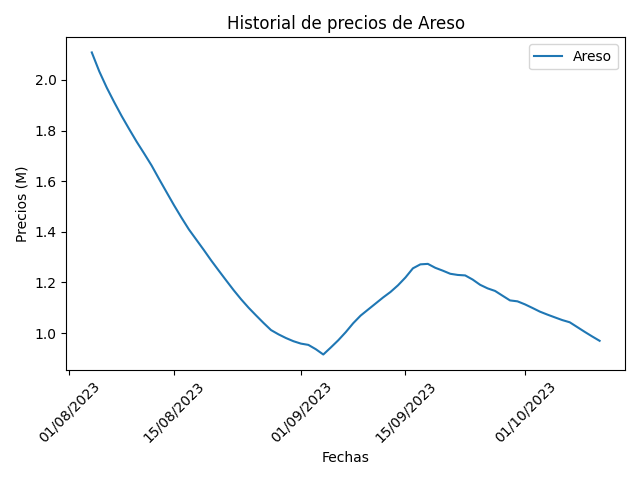 Historial de precios de Areso
Areso
Precios (M)
2.0
1.8
1.6
1.4
1.2
1.0
01/08/2023
15/08/2023
01/09/2023
15/09/2023
01/10/2023
Fechas